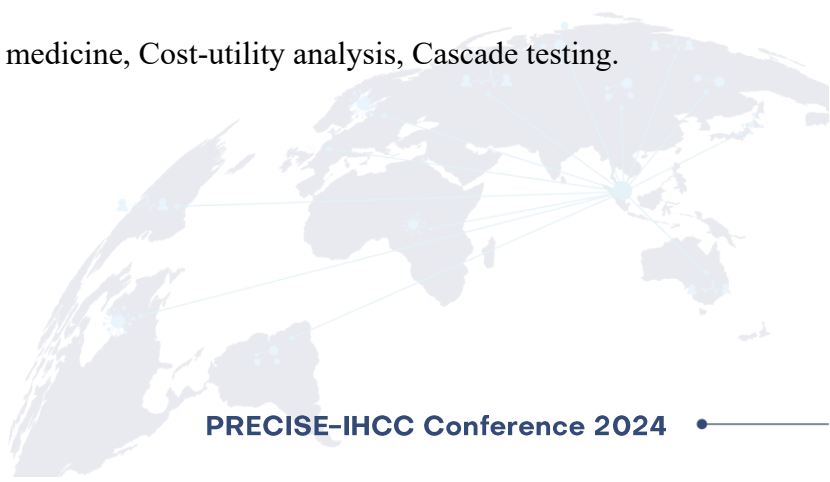 medicine, Cost-utility analysis, Cascade testing.
PRECISE–IHCC Conference 2024